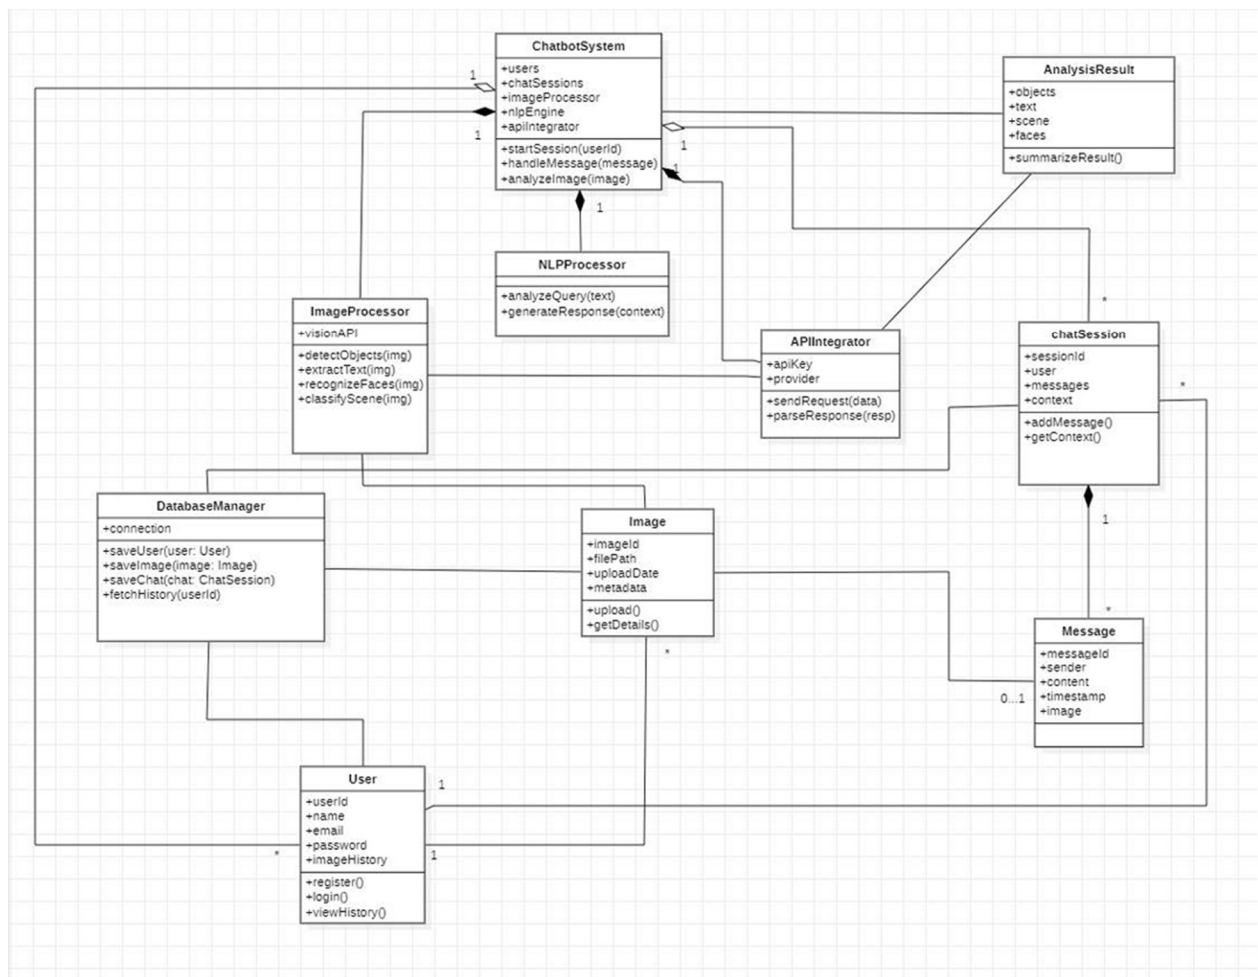 ChatbotSystem
+users
+chatSessions
+imageProcessor
+nlpEngine
+apiIntegrator
+startSession(userId)
+handleMessage(message)
+analyzeImage(image)
1
1
1
1
1
AnalysisResult
+objects
+text
+scene
+faces
+summarizeResult()
NLPProcessor
+analyzeQuery(text)
+generateResponse(context)
ImageProcessor
+visionAPI
+detectObjects(img)
+extractText(img)
+recognizeFaces(img)
+classifyScene(img)
APIIntegrator
+apiKey
+provider
+sendRequest(data)
+parseResponse(resp)
*
chatSession
+sessionId
+user
+messages
+context
+addMessage()
+getContext()
*
1
*
DatabaseManager
+connection
+saveUser(user: User)
+saveImage(image: Image)
+saveChat(chat: ChatSession)
+fetchHistory(userId)
Image
+imageId
+filePath
+uploadDate
+metadata
+upload()
+getDetails()
*
Message
+messageId
+sender
+content
+timestamp
+image
0...1
User
+userId
+name
+email
+password
+imageHistory
+register()
+login()
+viewHistory()
1
1
*